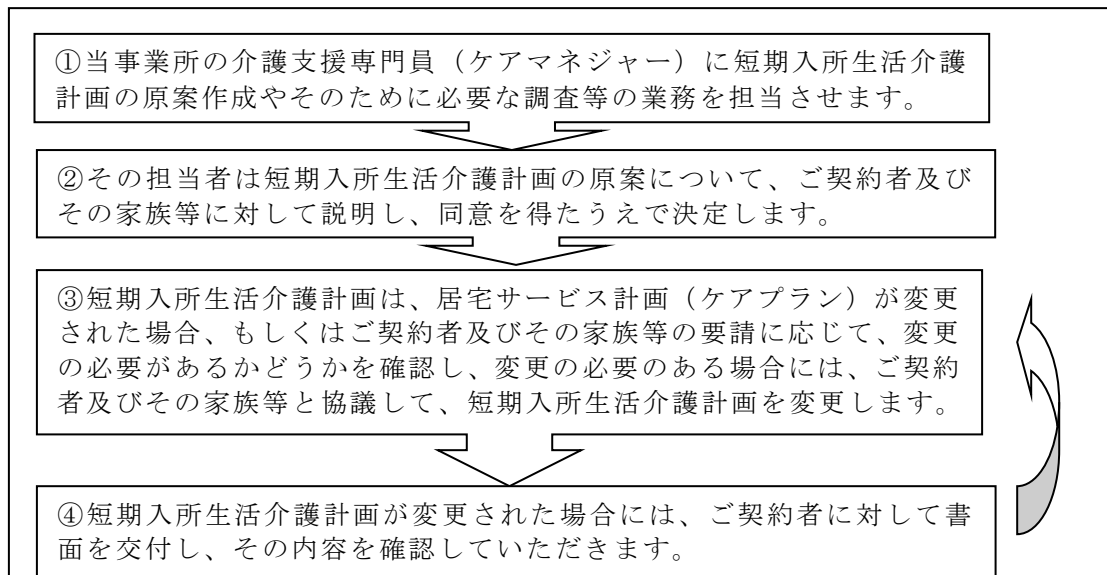 ①当事業所の介護支援専門員（ケアマネジャー）に短期入所生活介護
計画の原案作成やそのために必要な調査等の業務を担当させます。
②その担当者は短期入所生活介護計画の原案について、ご契約者及び
その家族等に対して説明し、同意を得たうえで決定します。
③短期入所生活介護計画は、居宅サービス計画（ケアプラン）が変更
された場合、もしくはご契約者及びその家族等の要請に応じて、変更
の必要があるかどうかを確認し、変更の必要のある場合には、ご契約
者及びその家族等と協議して、短期入所生活介護計画を変更します。
④短期入所生活介護計画が変更された場合には、ご契約者に対して書
面を交付し、その内容を確認していただきます。